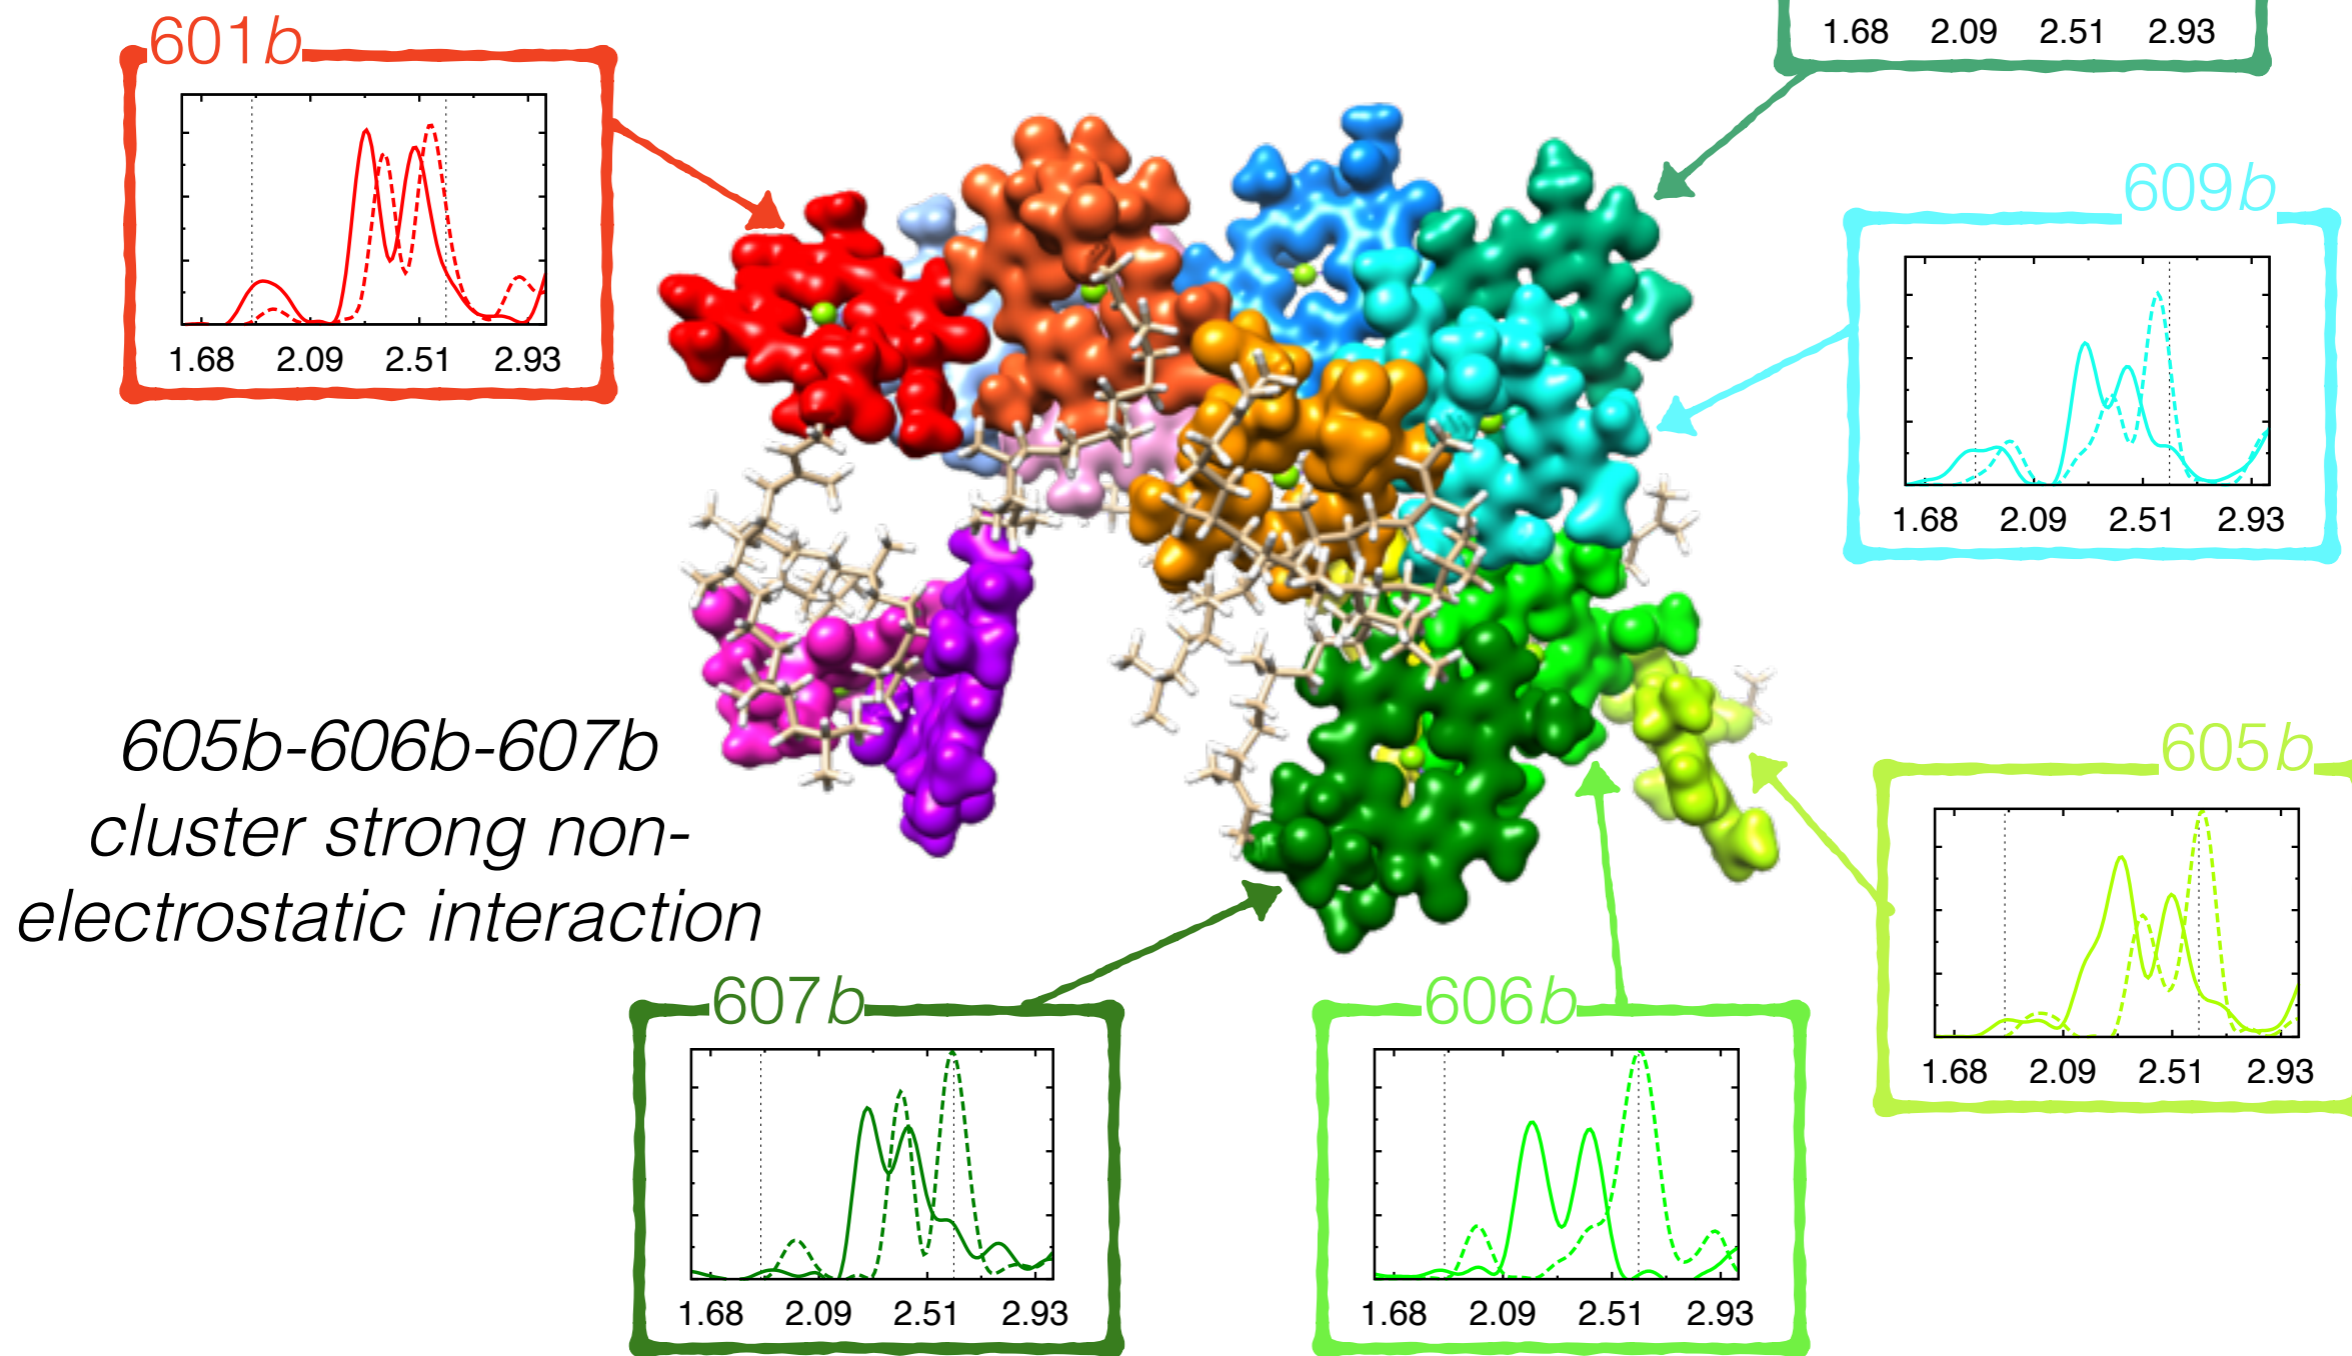 1.68 2.09 2.51 2.93
601b
1.68 2.09 2.51 2.93
609b
1.68 2.09 2.51 2.93
605b-606b-607b
cluster strong non-
electrostatic interaction
605b
1.68 2.09 2.51 2.93
607b
1.68 2.09 2.51 2.93
606b
1.68 2.09 2.51 2.93